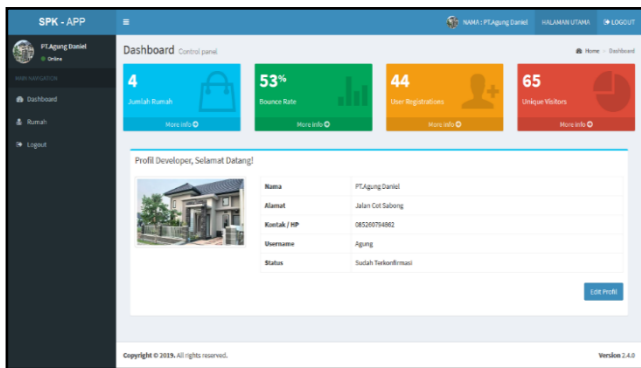 SPK - APP
NAMA : PT.Agung Daniel
HALAMAN UTAMA
LOGOUT
PT.Agung Daniel
Online
MAIN NAVIGATION
Dashboard
Rumah
Logout
Dashboard Control panel
Home > Dashboard
4
Jumlah Rumah
More info
53%
Bounce Rate
More info
44
User Registrations
More info
65
Unique Visitors
More info
Profil Developer, Selamat Datang!
Nama PT.Agung Daniel
Alamat Jalan Cot Sabong
Kontak / HP
Username Agung
Status Sudah Terkonfirmasi
Edit Profil
Copyright © 2019. All rights reserved.
Version 2.4.0